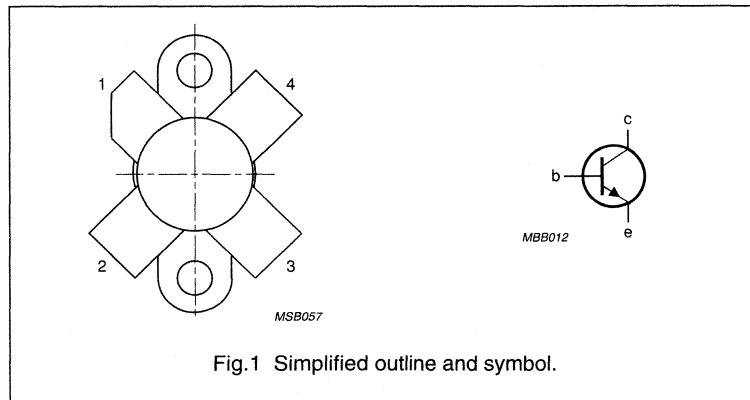 1
4
c
b
MBB012
e
2
3
MSB057
Fig.1 Simplified outline and symbol.